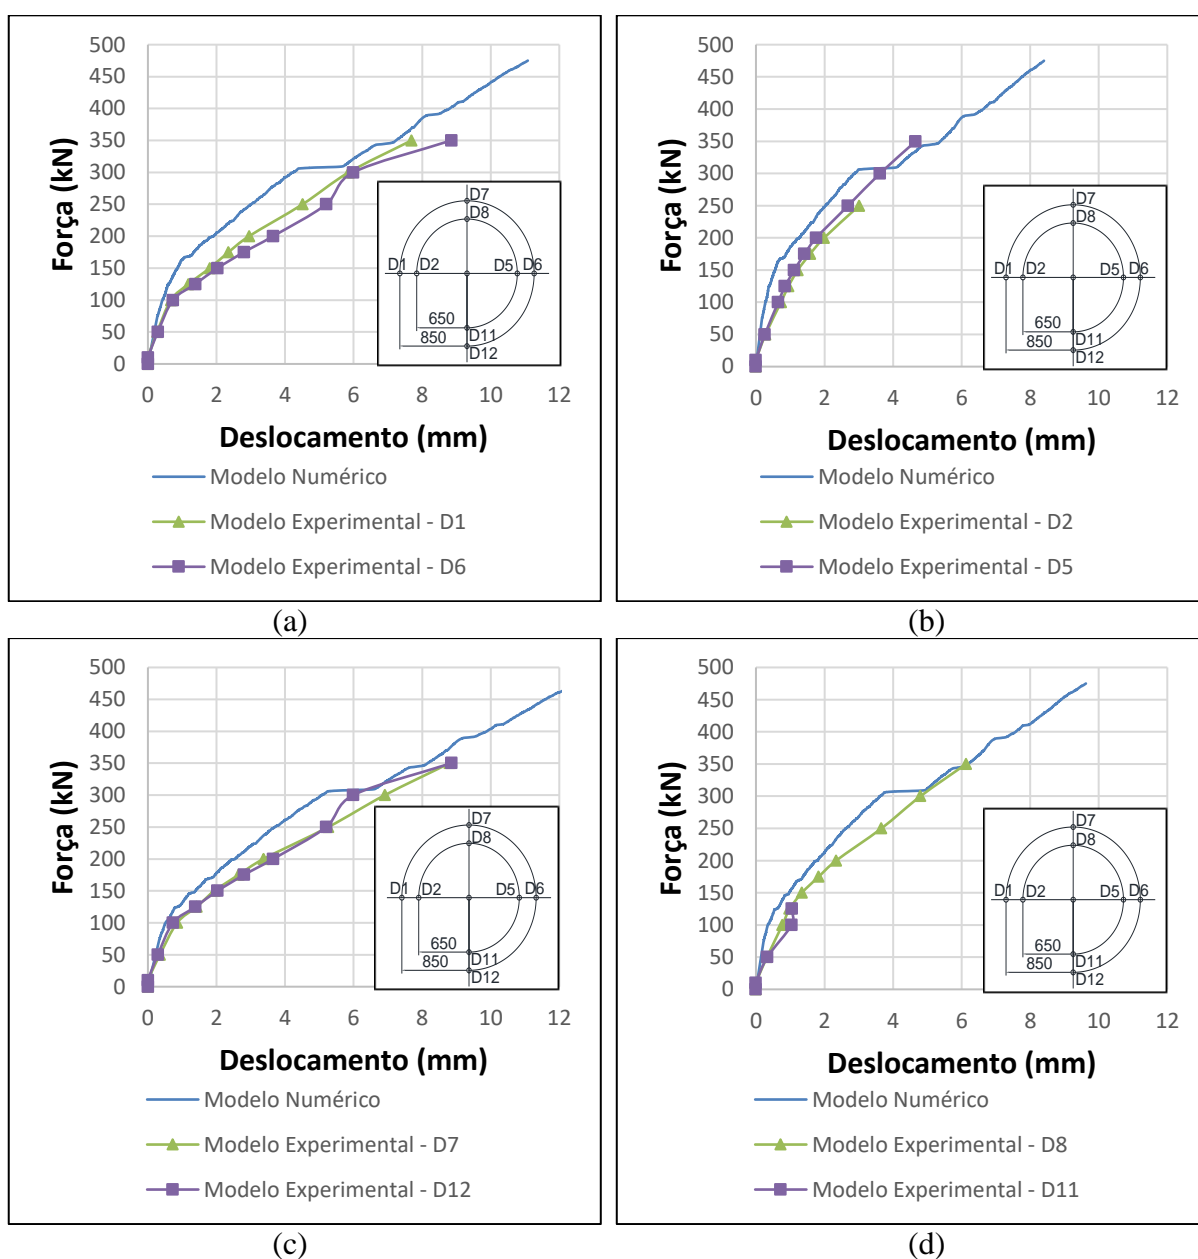 500
450
400
350
300
250
200
150
100
50
0
Força (kN)
D7
D8
D1 D2 D5 D6
650
850
D11
D12
0 2 4 6 8 10 12
Deslocamento (mm)
Modelo Numérico
Modelo Experimental - D1
Modelo Experimental - D6
(a)
500
450
400
350
300
250
200
150
100
50
0
Força (kN)
D7
D8
D1 D2 D5 D6
650
850
D11
D12
0 2 4 6 8 10 12
Deslocamento (mm)
Modelo Numérico
Modelo Experimental - D2
Modelo Experimental - D5
(b)
500
450
400
350
300
250
200
150
100
50
0
Força (kN)
D7
D8
D1 D2 D5 D6
650
850
D11
D12
0 2 4 6 8 10 12
Deslocamento (mm)
Modelo Numérico
Modelo Experimental - D7
Modelo Experimental - D12
(c)
500
450
400
350
300
250
200
150
100
50
0
Força (kN)
D7
D8
D1 D2 D5 D6
650
850
D11
D12
0 2 4 6 8 10 12
Deslocamento (mm)
Modelo Numérico
Modelo Experimental - D8
Modelo Experimental - D11
(d)